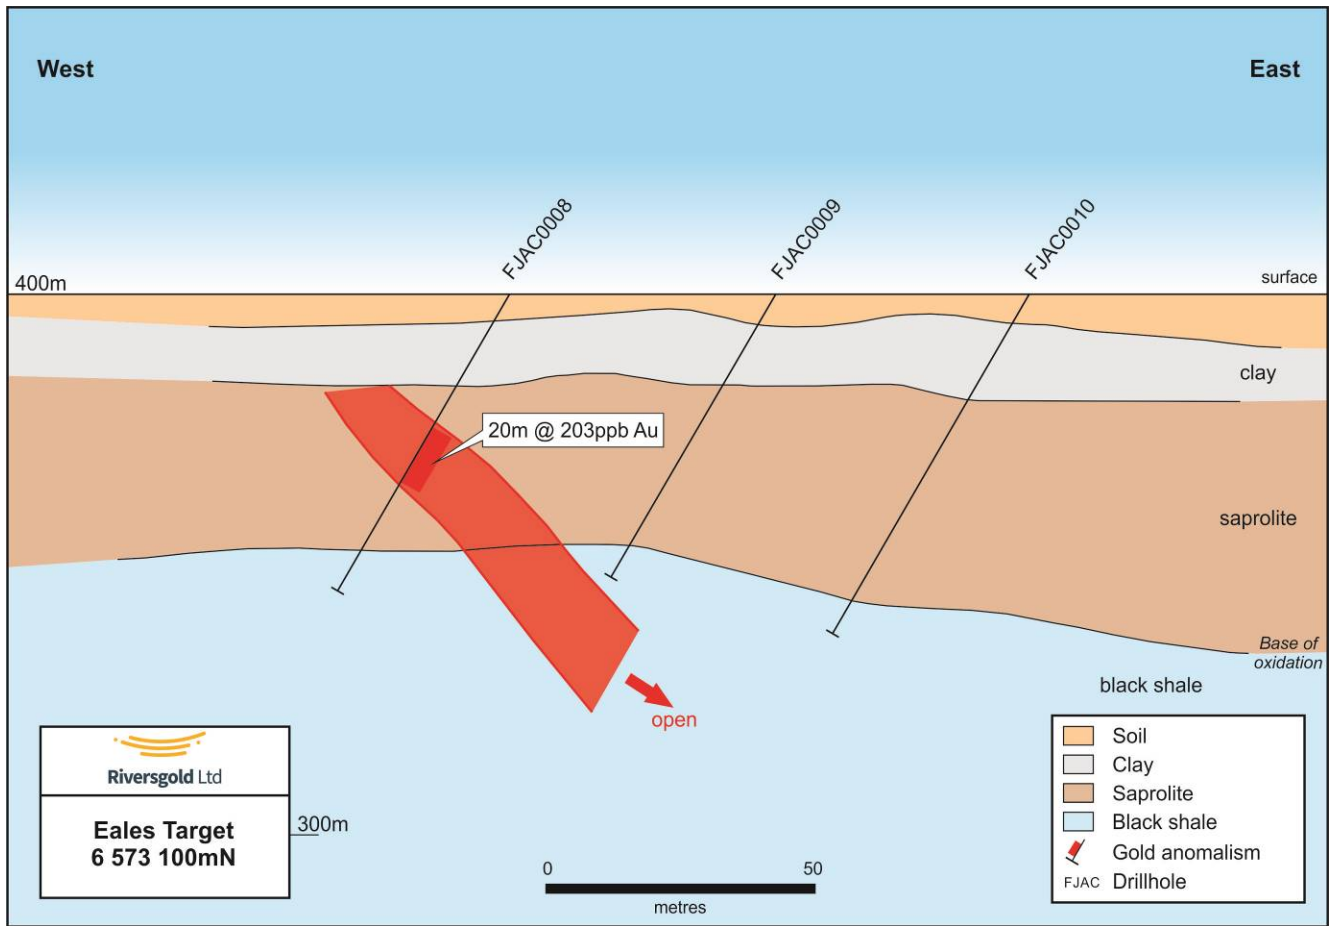 West
East
FJAC0008
FJAC0009
FJAC0010
400m
surface
clay
20m @ 203ppb Au
saprolite
Base of
oxidation
black shale
open
Riversgold Ltd
Eales Target
6 573 100mN
300m
0
50
metres
Soil
Clay
Saprolite
Black shale
Gold anomalism
FJAC Drillhole